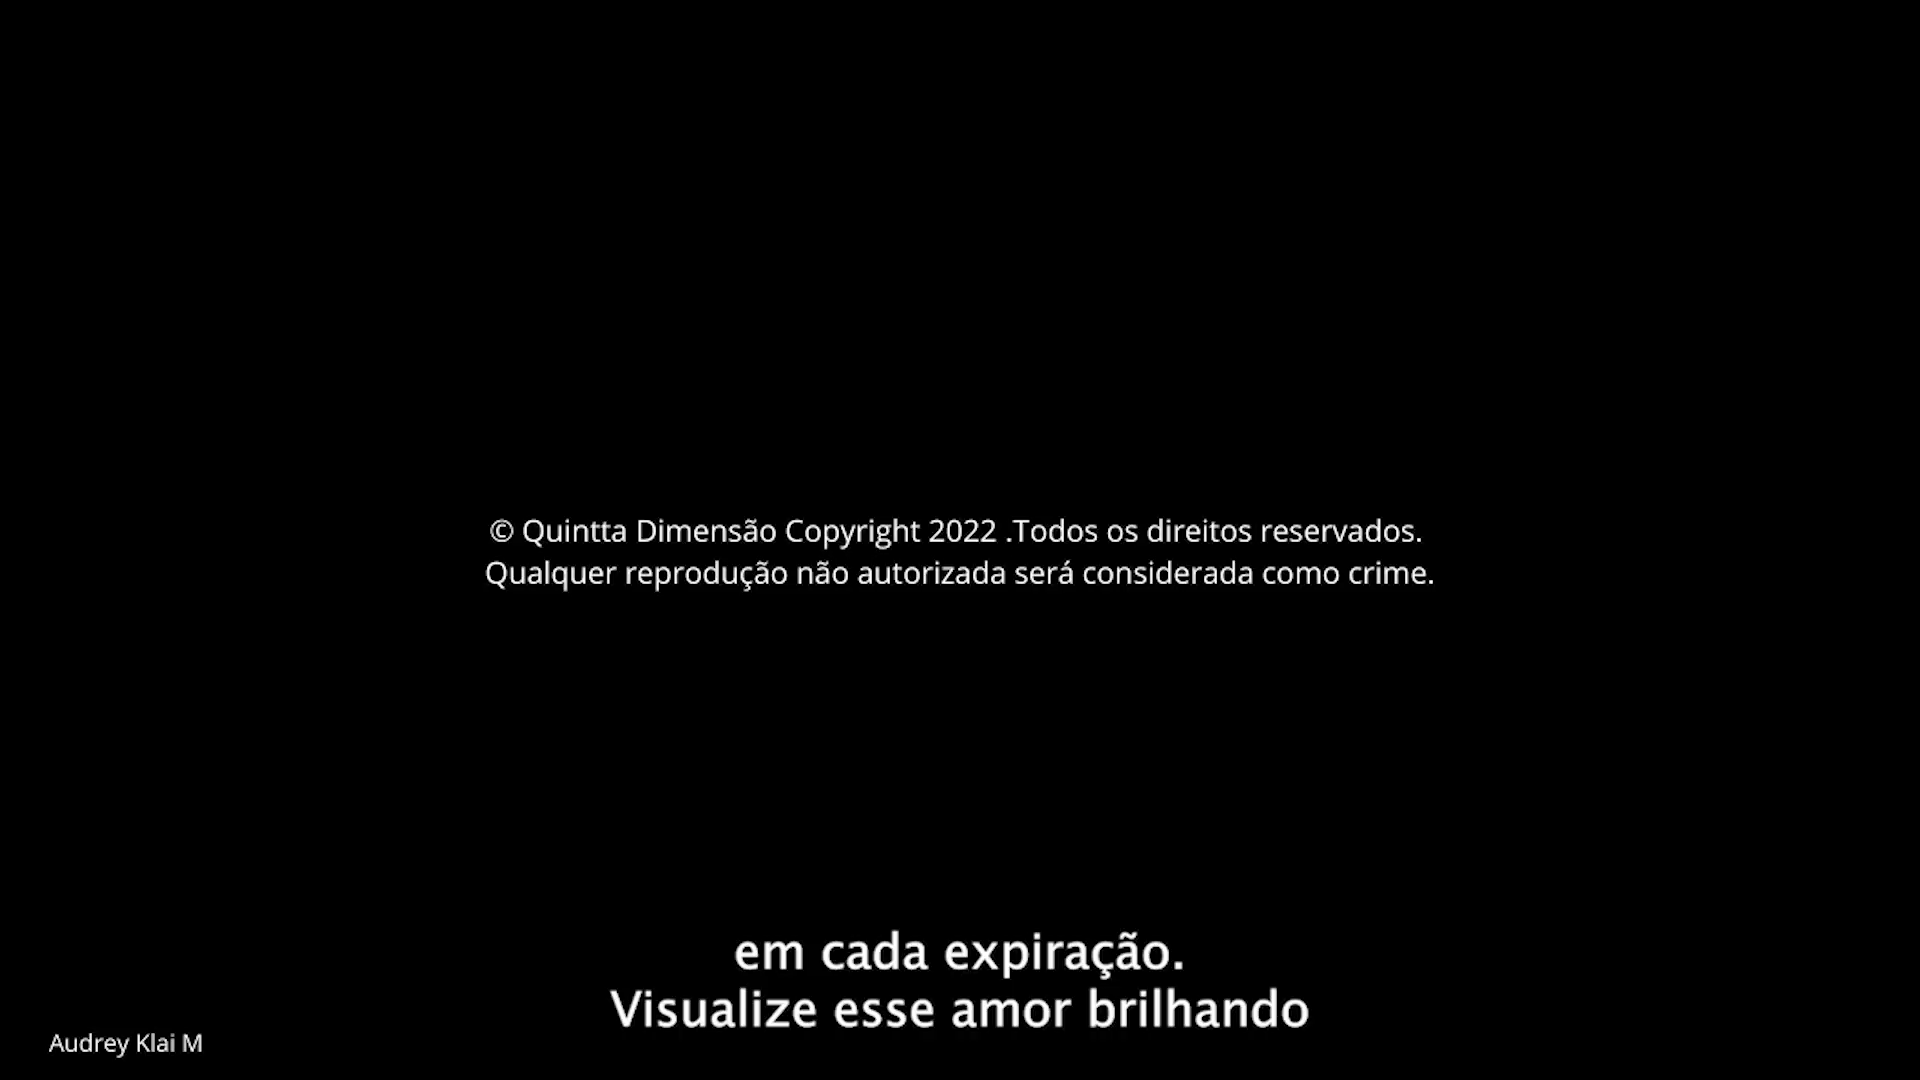 © Quintta Dimensão Copyright 2022 .Todos os direitos reservados.
Qualquer reprodução não autorizada será considerada como crime.
em cada expiração.
Visualize esse amor brilhando
Audrey Klai M